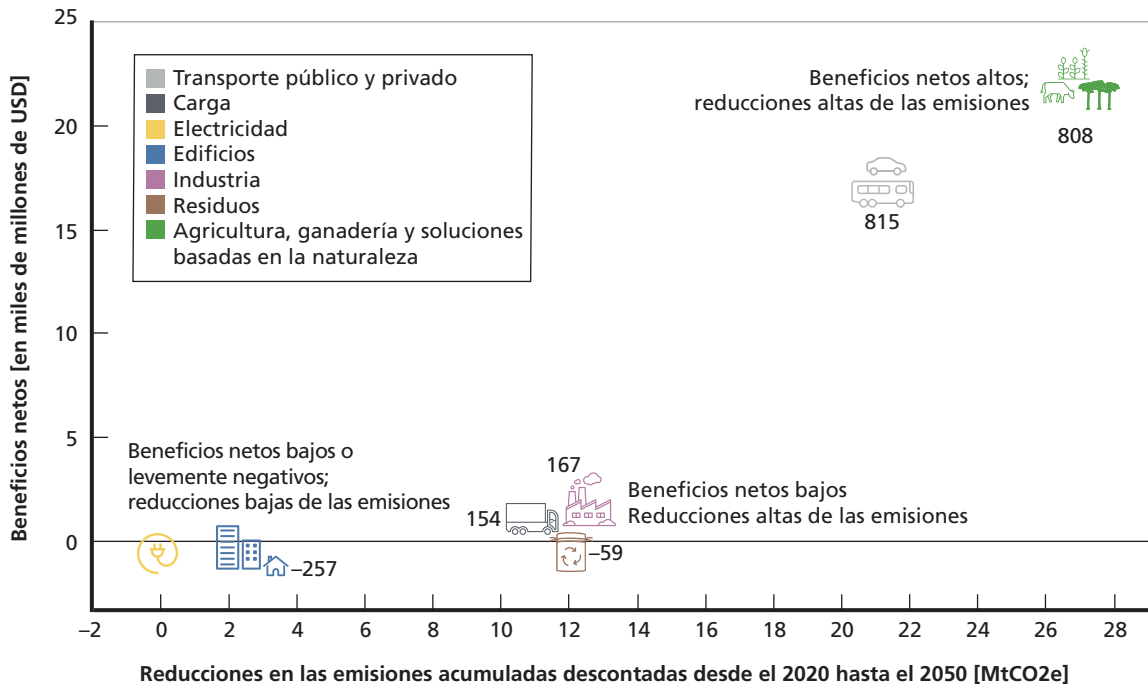 25
20
15
10
5
0
Beneficios netos [en miles de millones de USD]
Transporte público y privado
Carga
Electricidad
Edificios
Industria
Residuos
Agricultura, ganadería y soluciones
basadas en la naturaleza
Beneficios netos altos;
reducciones altas de las emisiones
808
815
Beneficios netos bajos o
levemente negativos;
reducciones bajas de las emisiones
167
154
Beneficios netos bajos
Reducciones altas de las emisiones
–59
–257
–2 0 2 4 6 8 10 12 14 16 18 20 22 24 26 28
Reducciones en las emisiones acumuladas descontadas desde el 2020 hasta el 2050 [MtCO2e]